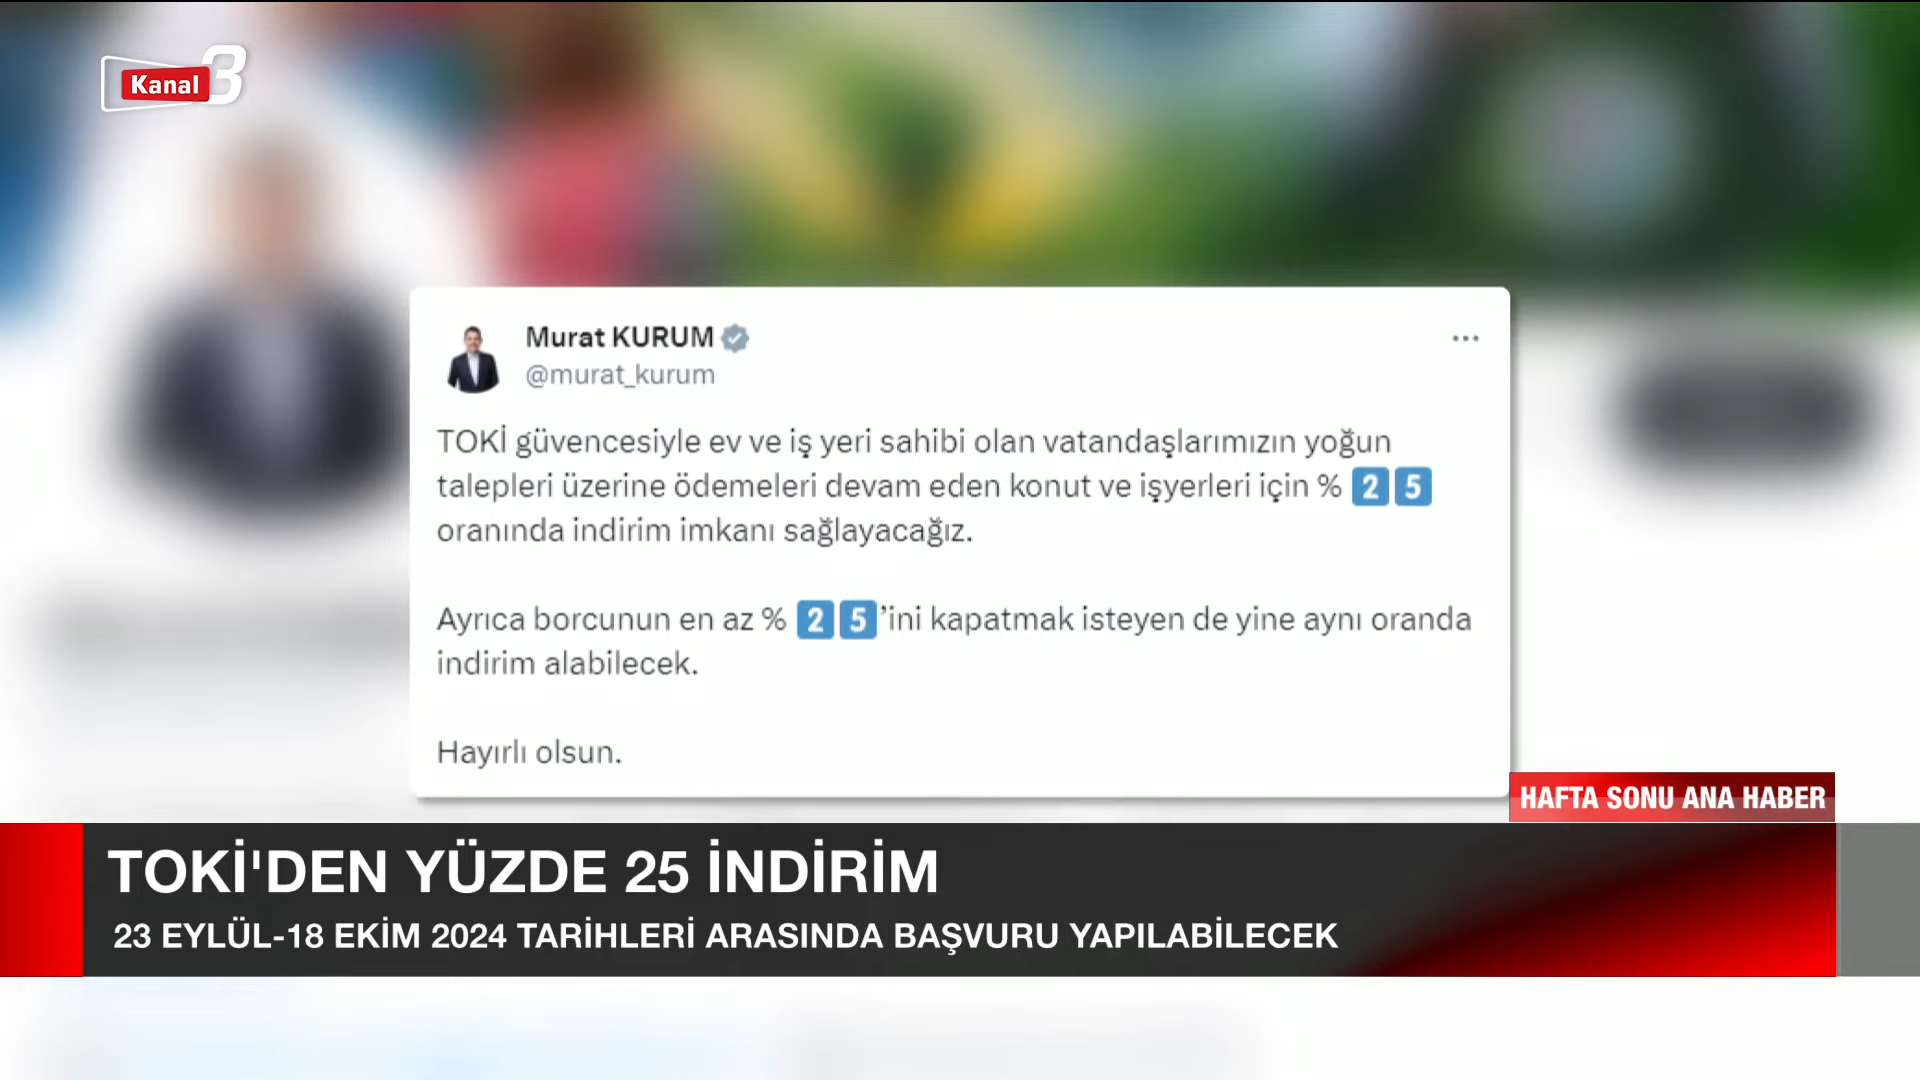 Kanal 3
Murat KURUM
@murat_kurum
TOKİ güvencesiyle ev ve iş yeri sahibi olan vatandaşlarımızın yoğun
talepleri üzerine ödemeleri devam eden konut ve işyerleri için % 25
oranında indirim imkanı sağlayacağız.
Ayrıca borcunun en az % 25’ini kapatmak isteyen de yine aynı oranda
indirim alabilecek.
Hayırlı olsun.
HAFTA SONU ANA HABER
TOKİ'DEN YÜZDE 25 İNDİRİM
23 EYLÜL-18 EKİM 2024 TARİHLERİ ARASINDA BAŞVURU YAPILABİLECEK